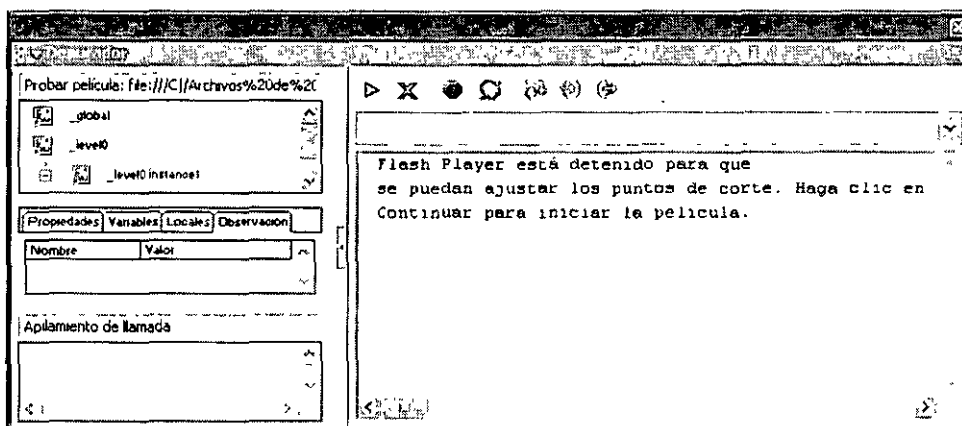 Probar película: file:///C|/Archivos%20de%20(
_global
_level0
_level0.instance1
Propiedades Variables Locales Observación
Nombre Valor
Apilamiento de llamada
Flash Player está detenido para que
se puedan ajustar los puntos de corte. Haga clic en
Continuar para iniciar la película.